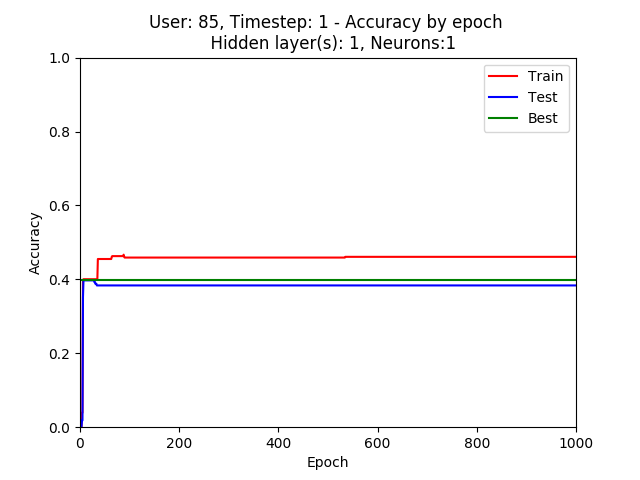 User: 85, Timestep: 1 - Accuracy by epoch
Hidden layer(s): 1, Neurons:1
1.0
0.8
0.6
0.4
0.2
0.0
Accuracy
Train
Test
Best
0 200 400 600 800 1000
Epoch